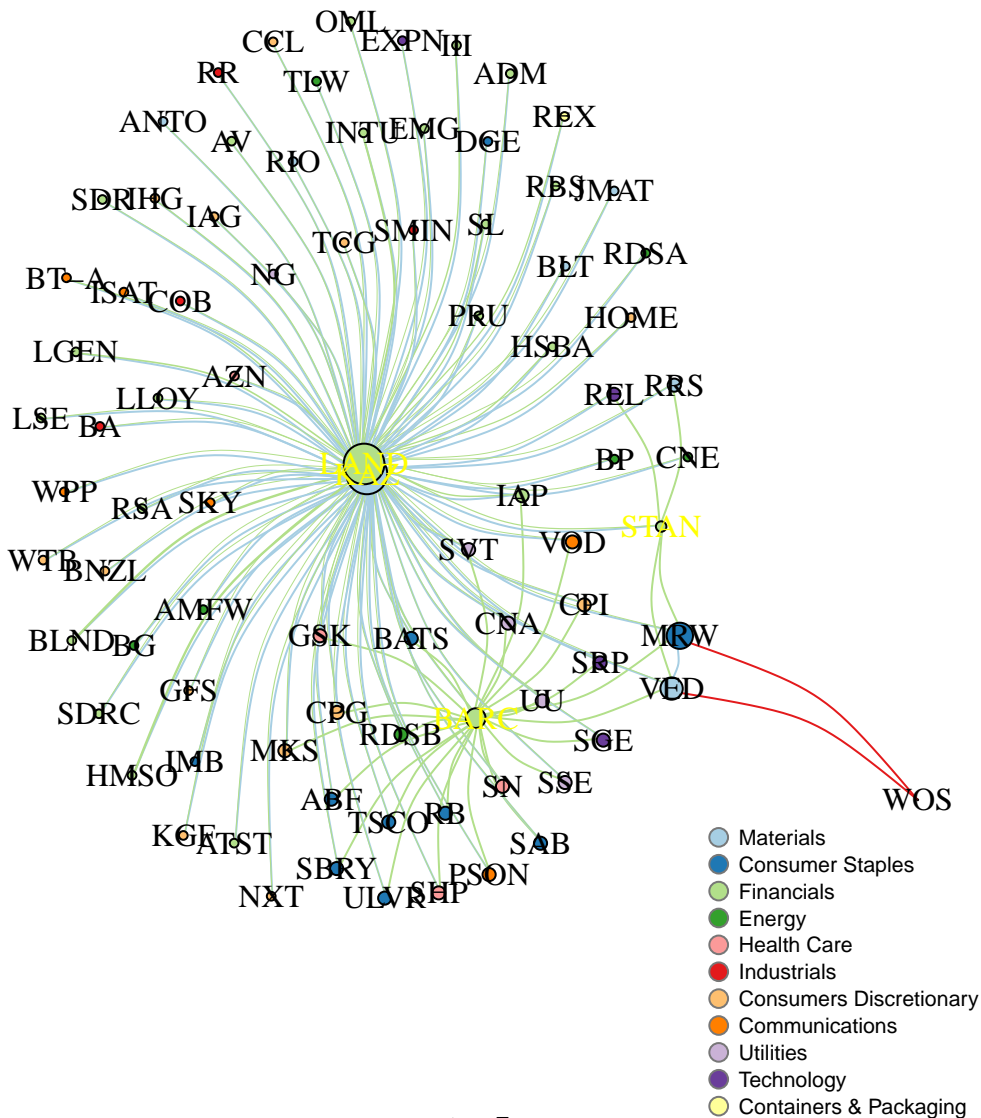 OML
CCL
EXPN
III
RR
TLW
ADM
ANTO
AV
INTU
EMG
REX
RIO
DGE
SDR
IHG
RBS
JMAT
IAG
TCG
SMIN
SL
BT−A
ISAT
COB
NG
BLT
RDSA
PRU
HOME
LGEN
HSBA
AZN
LLOY
REL
RRS
LSE
BA
LAND
KAZ
BP
CNE
WPP
RSA
SKY
IAP
STAN
WTB
BNZL
SVT
VOD
AMFW
CPI
BLND
BG
GSK
BATS
CNA
MRW
SRP
GFS
VED
SDRC
CPG
UU
BARC
RDSB
SGE
HMSO
IMB
MKS
SN
SSE
ABF
WOS
KGF
ATST
TSCO
RB
SAB
NXT
SBRY
ULVR
SHP
PSON
Materials
Consumer Staples
Financials
Energy
Health Care
Industrials
Consumers Discretionary
Communications
Utilities
Technology
Containers & Packaging